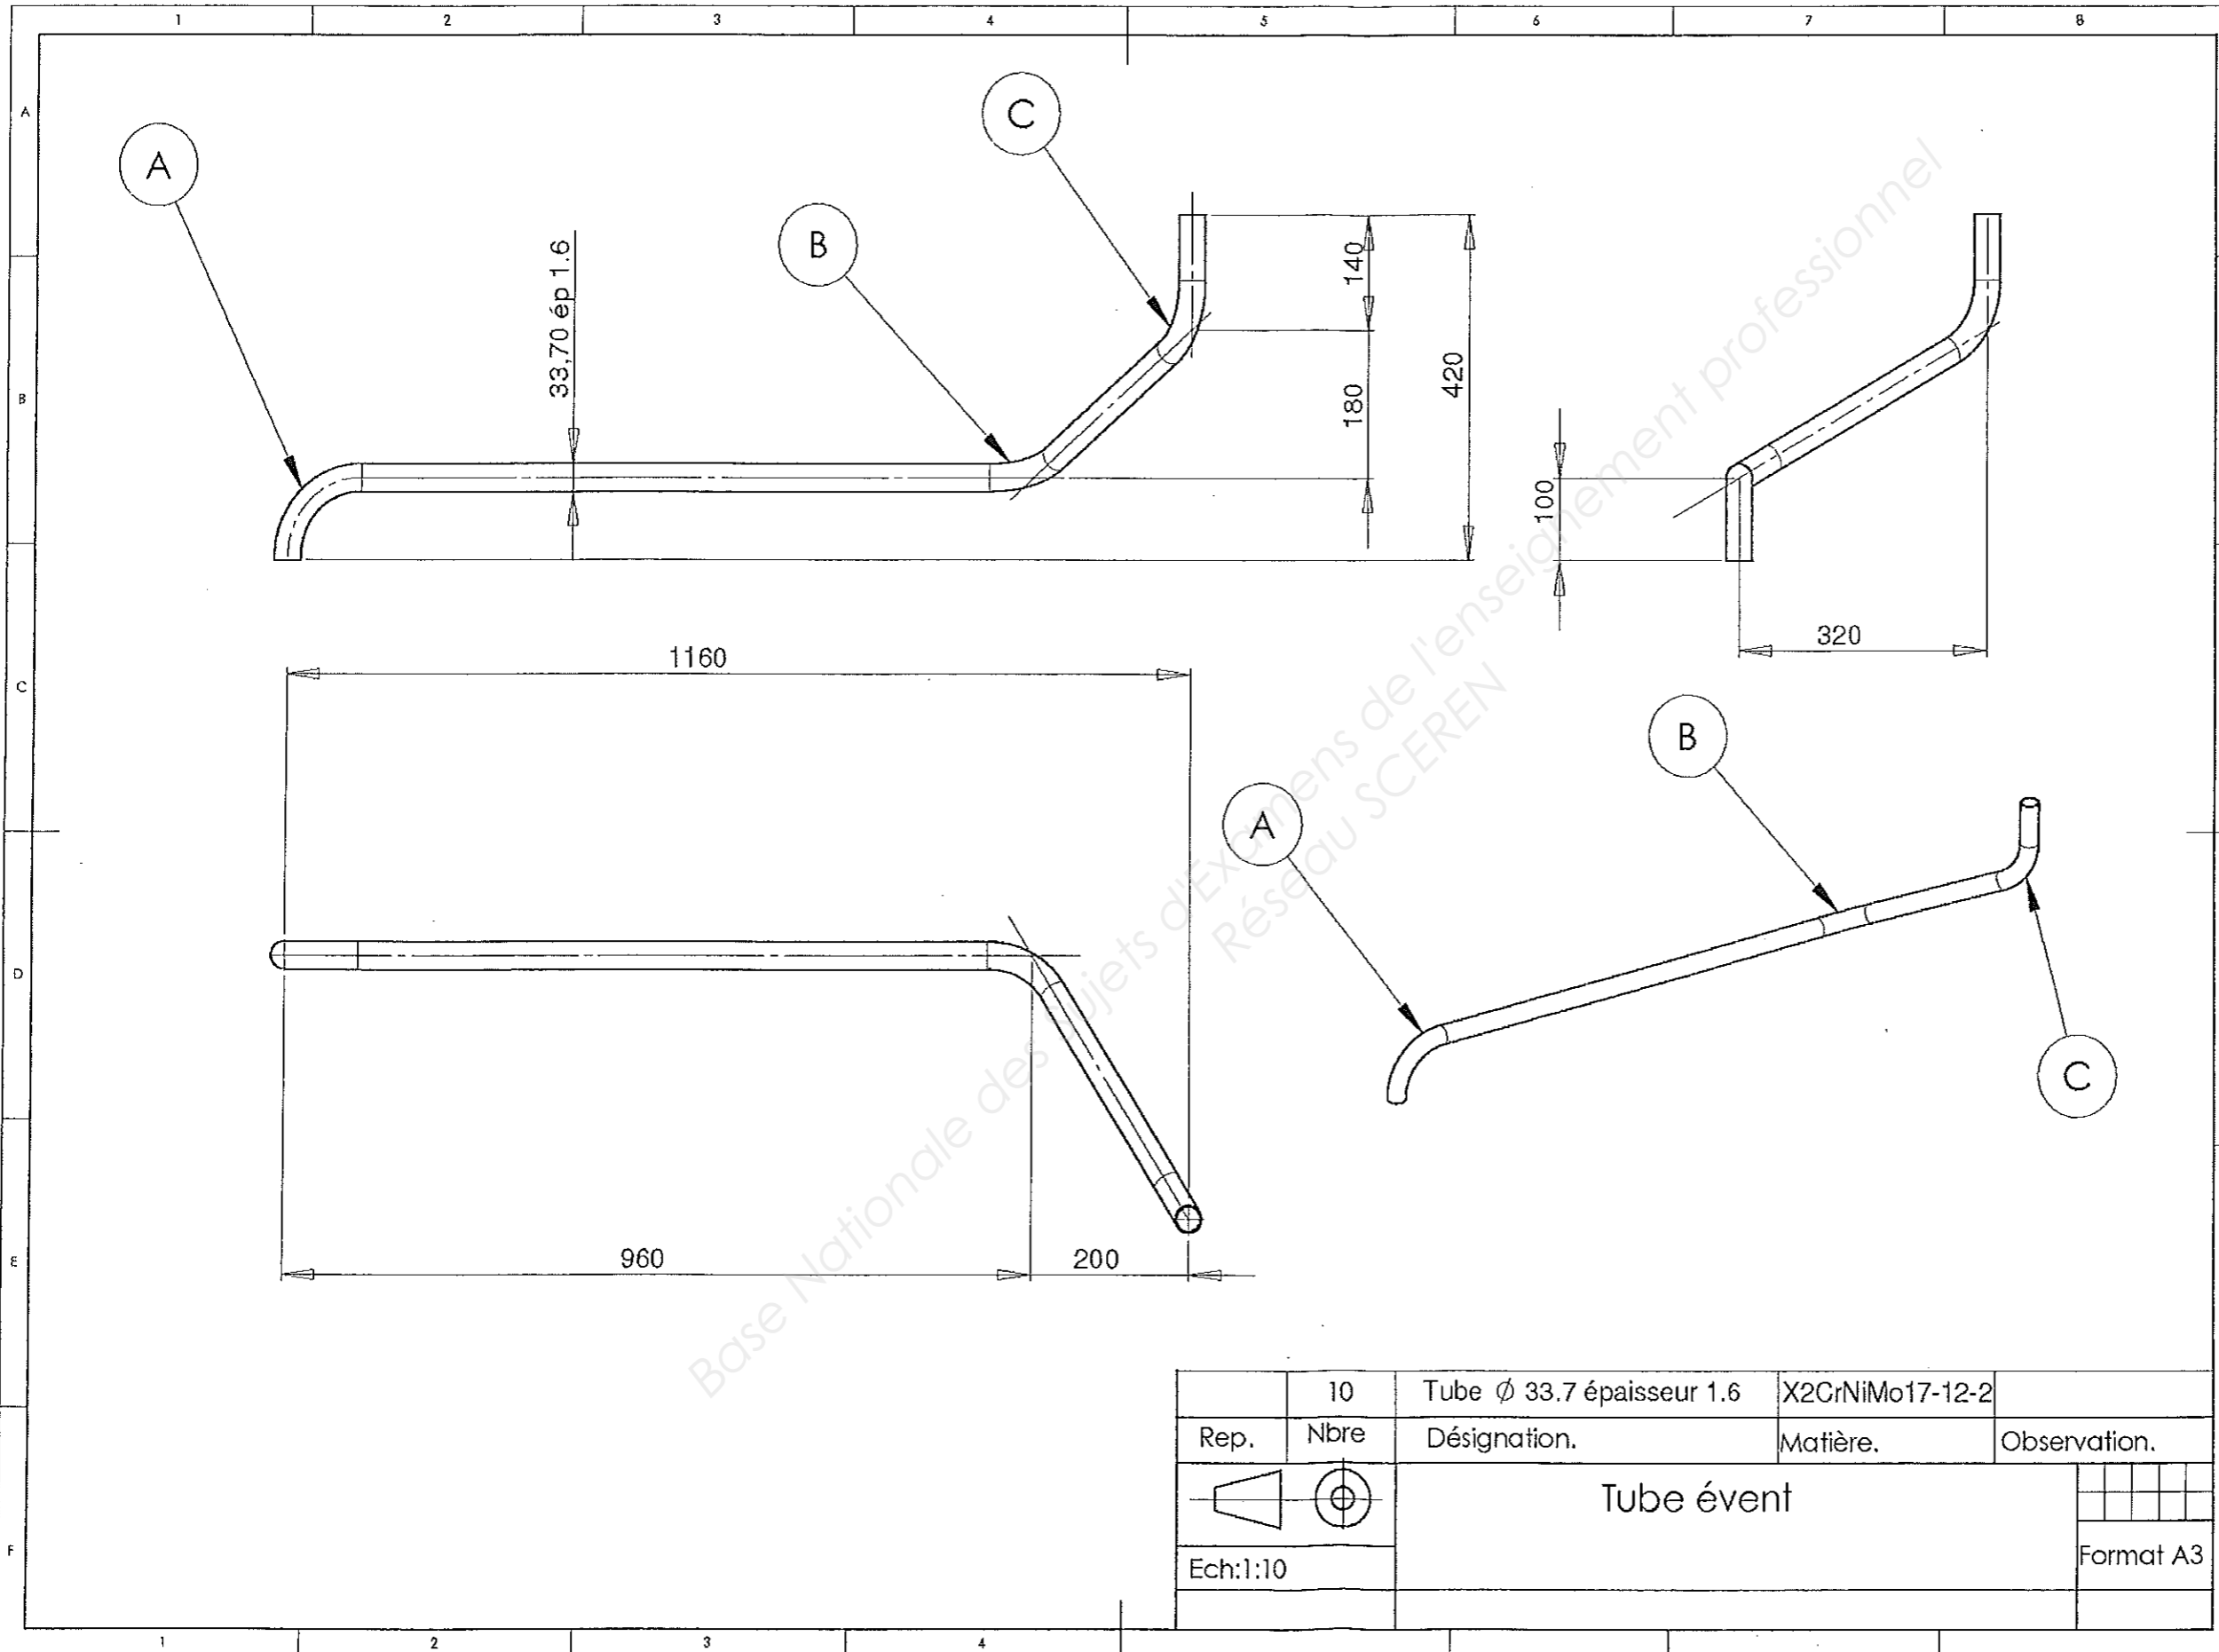 1 2 3 4 5 6 7 8
A
B
C
D
E
F
A
B
C
33,70 ép 1.6
140
180
420
100
320
1160
960
200
A
B
C
Base Nationale des Sujets d'Examens de l'enseignement professionnel
Réseau SCEREN
10 Tube Ø 33.7 épaisseur 1.6 X2CrNiMo17-12-2
Rep. Nbre Désignation. Matière. Observation.
Tube évent
Ech:1:10
Format A3
1 2 3 4